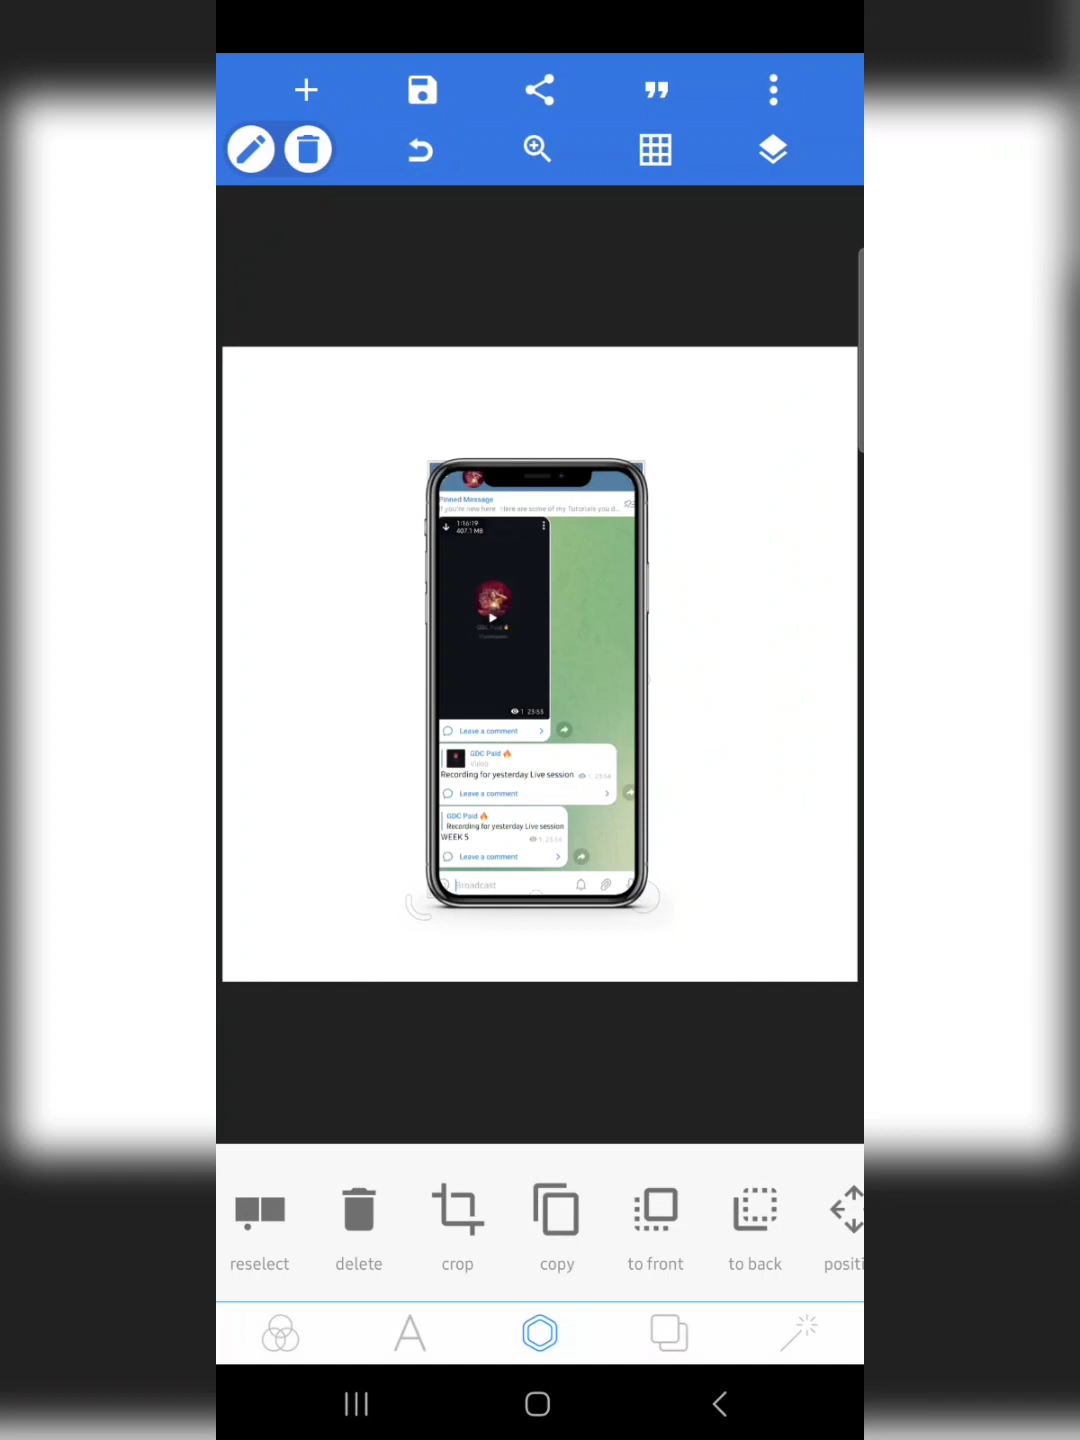 Pinned Message
If you're new here Here are some of my Tutorials you d...
1:16:19
407.1 MB
GDC Paid
1 23:53
Leave a comment
GDC Paid 🔥
Video
Recording for yesterday Live session
1 23:54
Leave a comment
GDC Paid 🔥
Recording for yesterday Live session
WEEK 5
1 23:54
Leave a comment
Broadcast
reselect
delete
crop
copy
to front
to back
positi